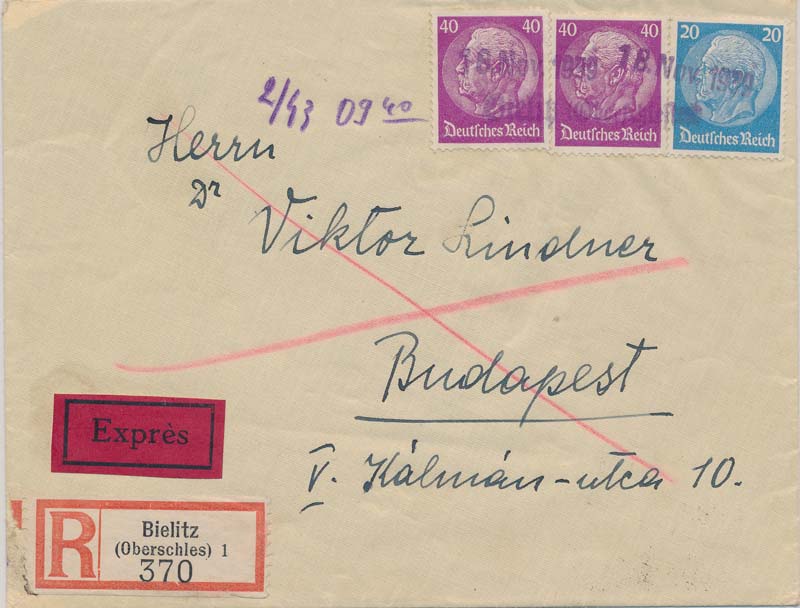 40 40 40 40 20 20
18. Nov. 1939 18. Nov. 1939
Deutsches Reich Deutsches Reich Deutsches Reich
2/43 09 40
Herrn
Dr Viktor Lindner
Budapest
V. Kálmán-utca 10.
Exprès
R
Bielitz
(Oberschles) 1
370